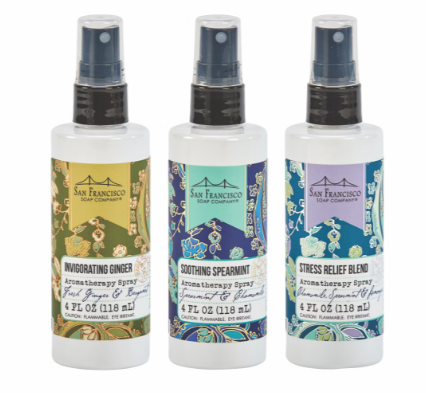 SAN FRANCISCO
SOAP COMPANY®
INVIGORATING GINGER
Aromatherapy Spray
Fresh Ginger &
4 FL OZ (118 mL)
CAUTION: FLAMMABLE. EYE IRRITANT.
SAN FRANCISCO
SOAP COMPANY®
SOOTHING SPEARMINT
Aromatherapy Spray
Spearmint & Chamomile
4 FL OZ (118 mL)
CAUTION: FLAMMABLE. EYE IRRITANT.
SAN FRANCISCO
SOAP COMPANY®
STRESS RELIEF BLEND
Aromatherapy Spray
Chamomile, Spearmint &
4 FL OZ (118 mL)
CAUTION: FLAMMABLE. EYE IRRITANT.